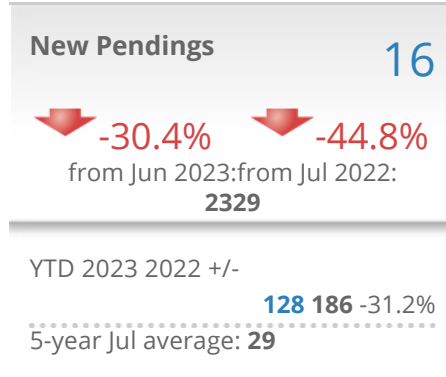 New Pendings
16
-30.4% -44.8%
from Jun 2023:from Jul 2022:
2329
YTD 2023 2022 +/-
128 186 -31.2%
5-year Jul average: 29